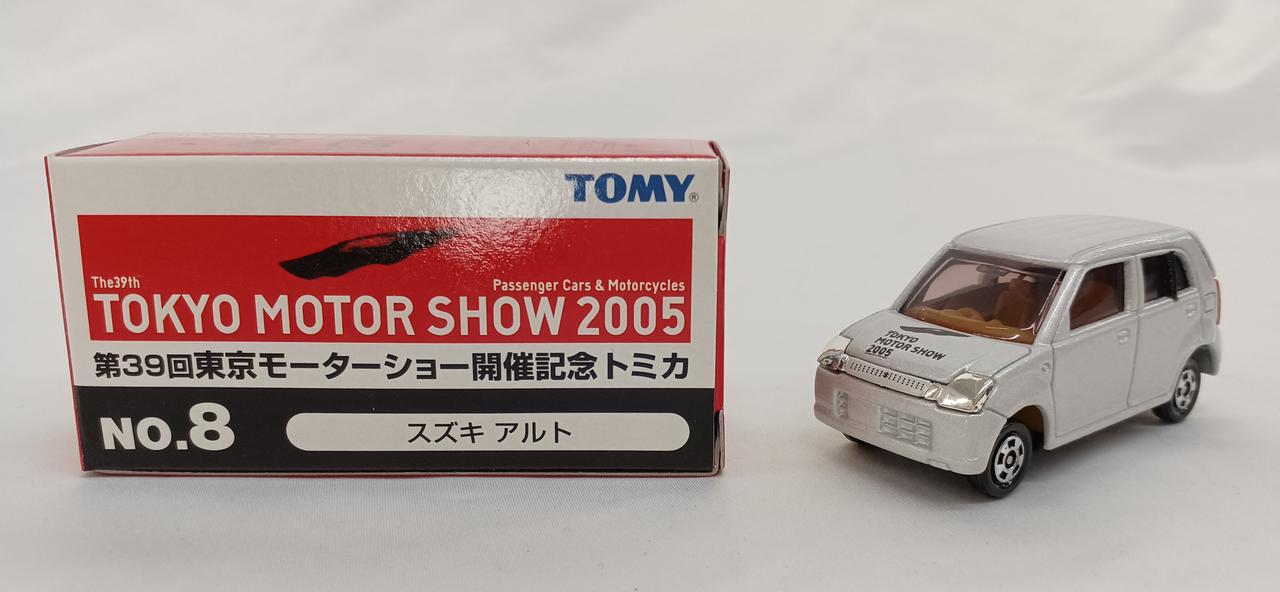 TOMY®
The39th
Passenger Cars & Motorcycles
TOKYO MOTOR SHOW 2005
第39回東京モーターショー開催記念トミカ
NO.8
スズキ アルト
TOKYO
MOTOR SHOW
2005